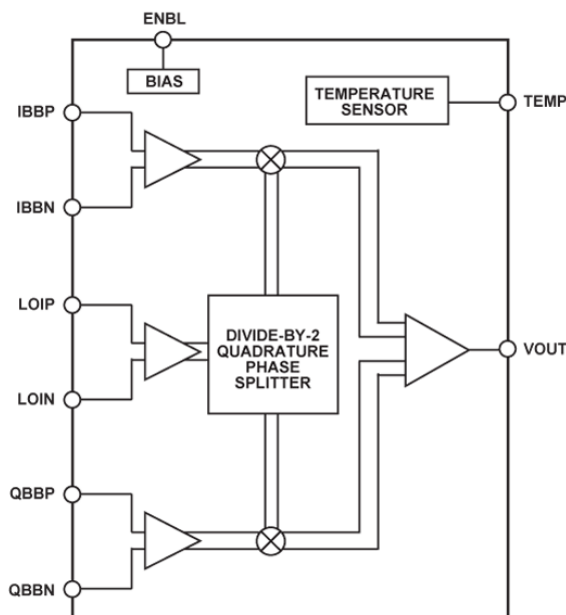 ENBL
BIAS
TEMPERATURE
SENSOR
TEMP
IBBP
IBBN
LOIP
DIVIDE-BY-2
QUADRATURE
PHASE
SPLITTER
VOUT
LOIN
QBBP
QBBN